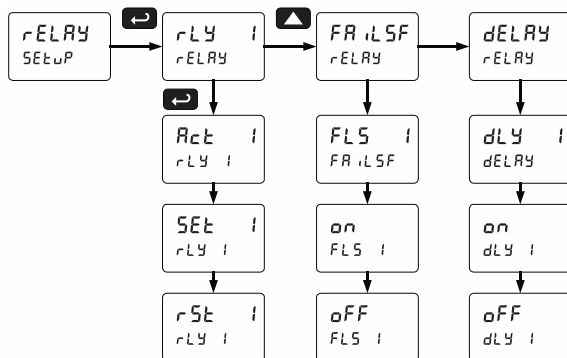 rELAY
SEtuP
rLY 1
rELAY
FAiLSF
rELAY
dELAY
rELAY
Act 1
rLY 1
FLS 1
FAiLSF
dLY 1
dELAY
SEt 1
rLY 1
on
FLS 1
on
dLY 1
rSt 1
rLY 1
oFF
FLS 1
oFF
dLY 1